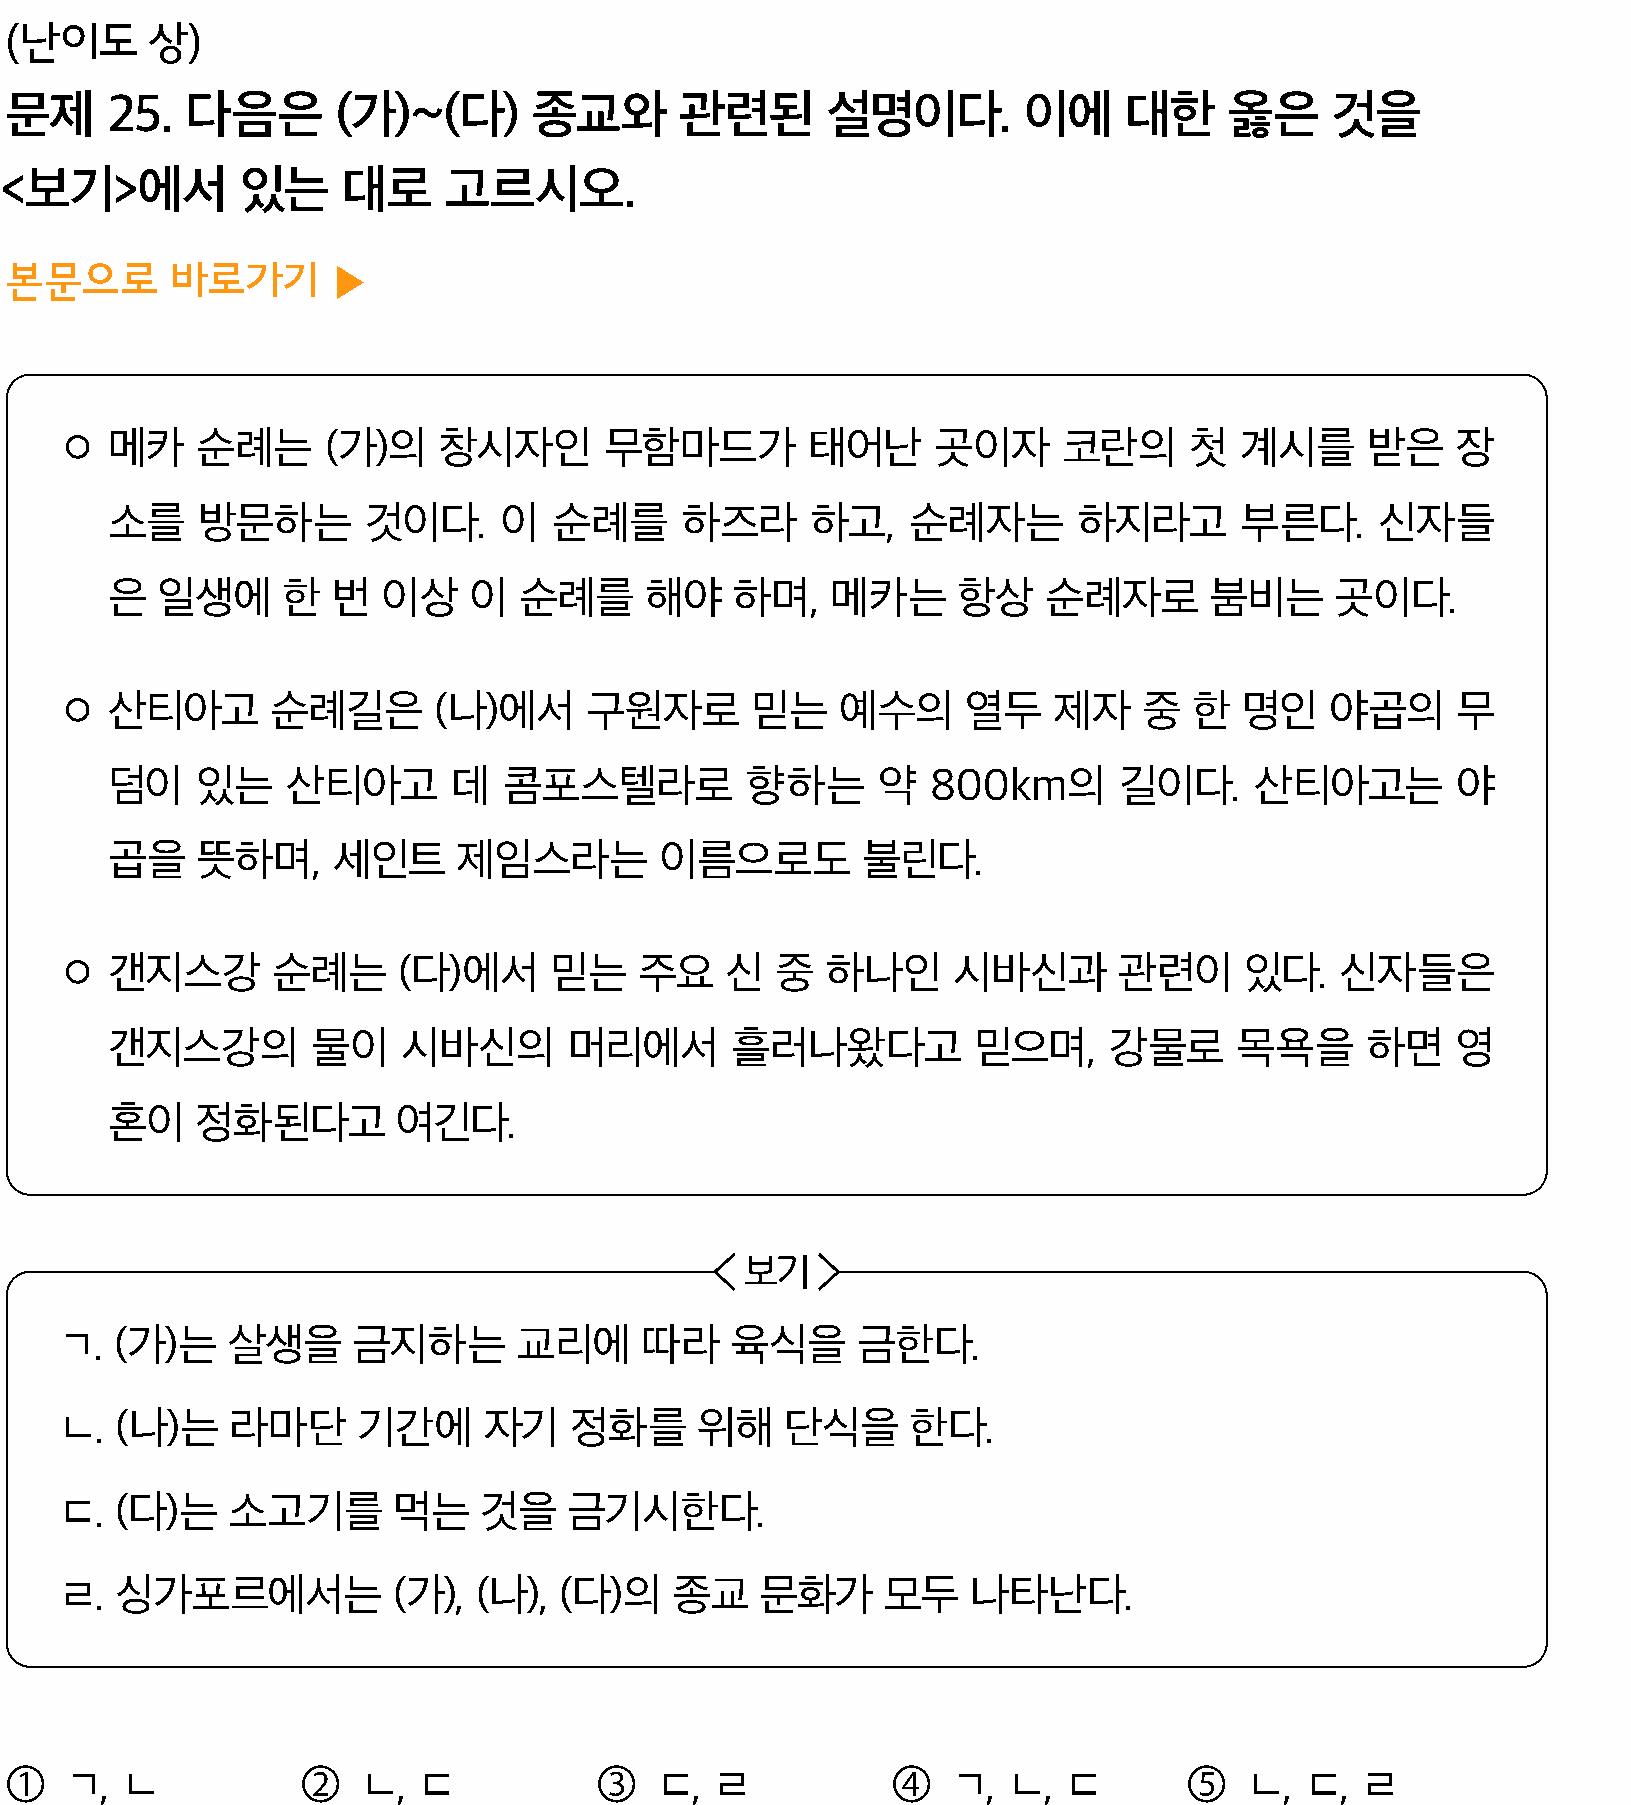 (난이도 상)
문제 25. 다음은 (가)~(다) 종교와 관련된 설명이다. 이에 대한 옳은 것을
<보기>에서 있는 대로 고르시오.
본문으로 바로가기 ▶
○ 메카 순례는 (가)의 창시자인 무함마드가 태어난 곳이자 코란의 첫 계시를 받은 장
소를 방문하는 것이다. 이 순례를 하즈라 하고, 순례자는 하지라고 부른다. 신자들
은 일생에 한 번 이상 이 순례를 해야 하며, 메카는 항상 순례자로 붐비는 곳이다.
○ 산티아고 순례길은 (나)에서 구원자로 믿는 예수의 열두 제자 중 한 명인 야곱의 무
덤이 있는 산티아고 데 콤포스텔라로 향하는 약 800km의 길이다. 산티아고는 야
곱을 뜻하며, 세인트 제임스라는 이름으로도 불린다.
○ 갠지스강 순례는 (다)에서 믿는 주요 신 중 하나인 시바신과 관련이 있다. 신자들은
갠지스강의 물이 시바신의 머리에서 흘러나왔다고 믿으며, 강물로 목욕을 하면 영
혼이 정화된다고 여긴다.
<보기>
ㄱ. (가)는 살생을 금지하는 교리에 따라 육식을 금한다.
ㄴ. (나)는 라마단 기간에 자기 정화를 위해 단식을 한다.
ㄷ. (다)는 소고기를 먹는 것을 금기시한다.
ㄹ. 싱가포르에서는 (가), (나), (다)의 종교 문화가 모두 나타난다.
① ㄱ, ㄴ ② ㄴ, ㄷ ③ ㄷ, ㄹ ④ ㄱ, ㄴ, ㄷ ⑤ ㄴ, ㄷ, ㄹ